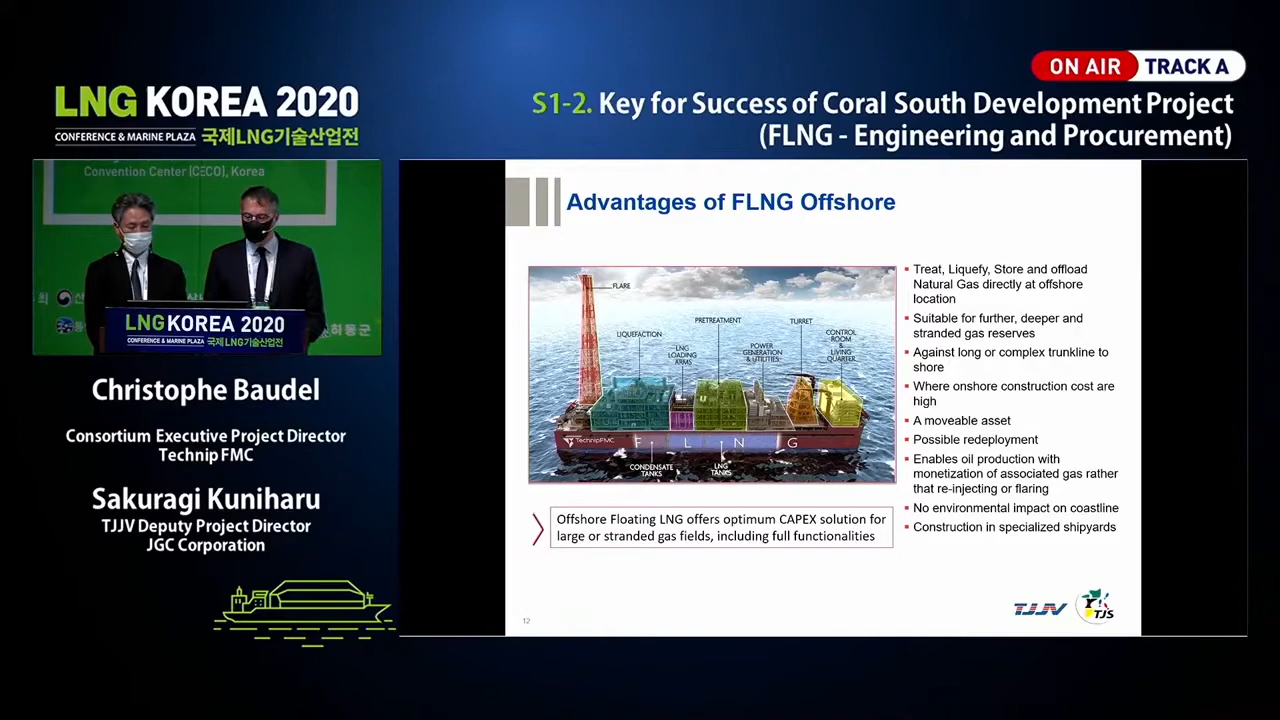 ON AIR TRACK A
LNG KOREA 2020
CONFERENCE & MARINE PLAZA 국제LNG기술산업전
S1-2. Key for Success of Coral South Development Project
(FLNG - Engineering and Procurement)
Convention Center (CECO), Korea
LNG KOREA 2020
CONFERENCE & MARINE PLAZA 국제LNG기술산업전
하동군
Christophe Baudel
Consortium Executive Project Director
Technip FMC
Sakuragi Kuniharu
TJJV Deputy Project Director
JGC Corporation
Advantages of FLNG Offshore
FLARE
LIQUEFACTION
LNG
LOADING
ARMS
PRETREATMENT
POWER
GENERATION
& UTILITIES
TURRET
CONTROL
ROOM
&
LIVING
QUARTER
TechnipFMC
F L N G
CONDENSATE
TANKS
LNG
TANKS
Offshore Floating LNG offers optimum CAPEX solution for
large or stranded gas fields, including full functionalities
Treat, Liquefy, Store and offload
Natural Gas directly at offshore
location
Suitable for further, deeper and
stranded gas reserves
Against long or complex trunkline to
shore
Where onshore construction cost are
high
A moveable asset
Possible redeployment
Enables oil production with
monetization of associated gas rather
that re-injecting or flaring
No environmental impact on coastline
Construction in specialized shipyards
12
TJJV
TJS